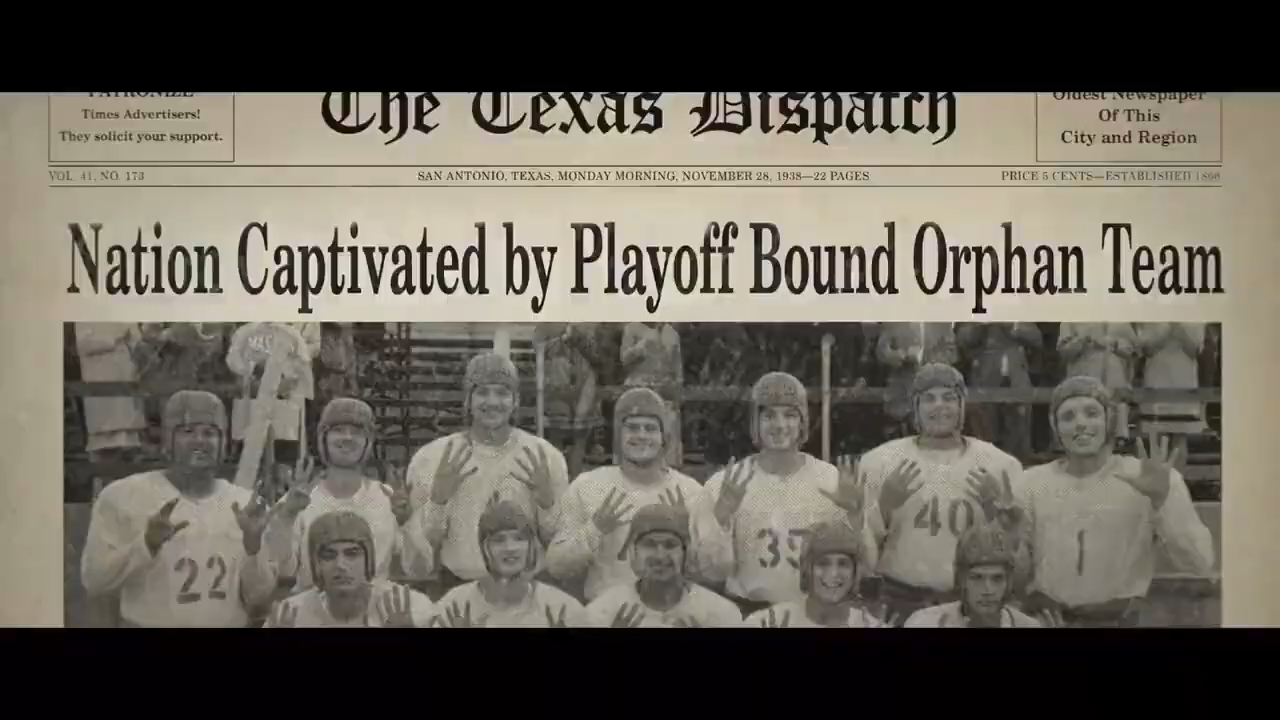 PATRONIZE
Times Advertisers!
They solicit your support.
The Texas Dispatch
Oldest Newspaper
Of This
City and Region
VOL. 41, NO. 173
SAN ANTONIO, TEXAS, MONDAY MORNING, NOVEMBER 28, 1938—22 PAGES
PRICE 5 CENTS—ESTABLISHED
Nation Captivated by Playoff Bound Orphan Team
22
35
40
1